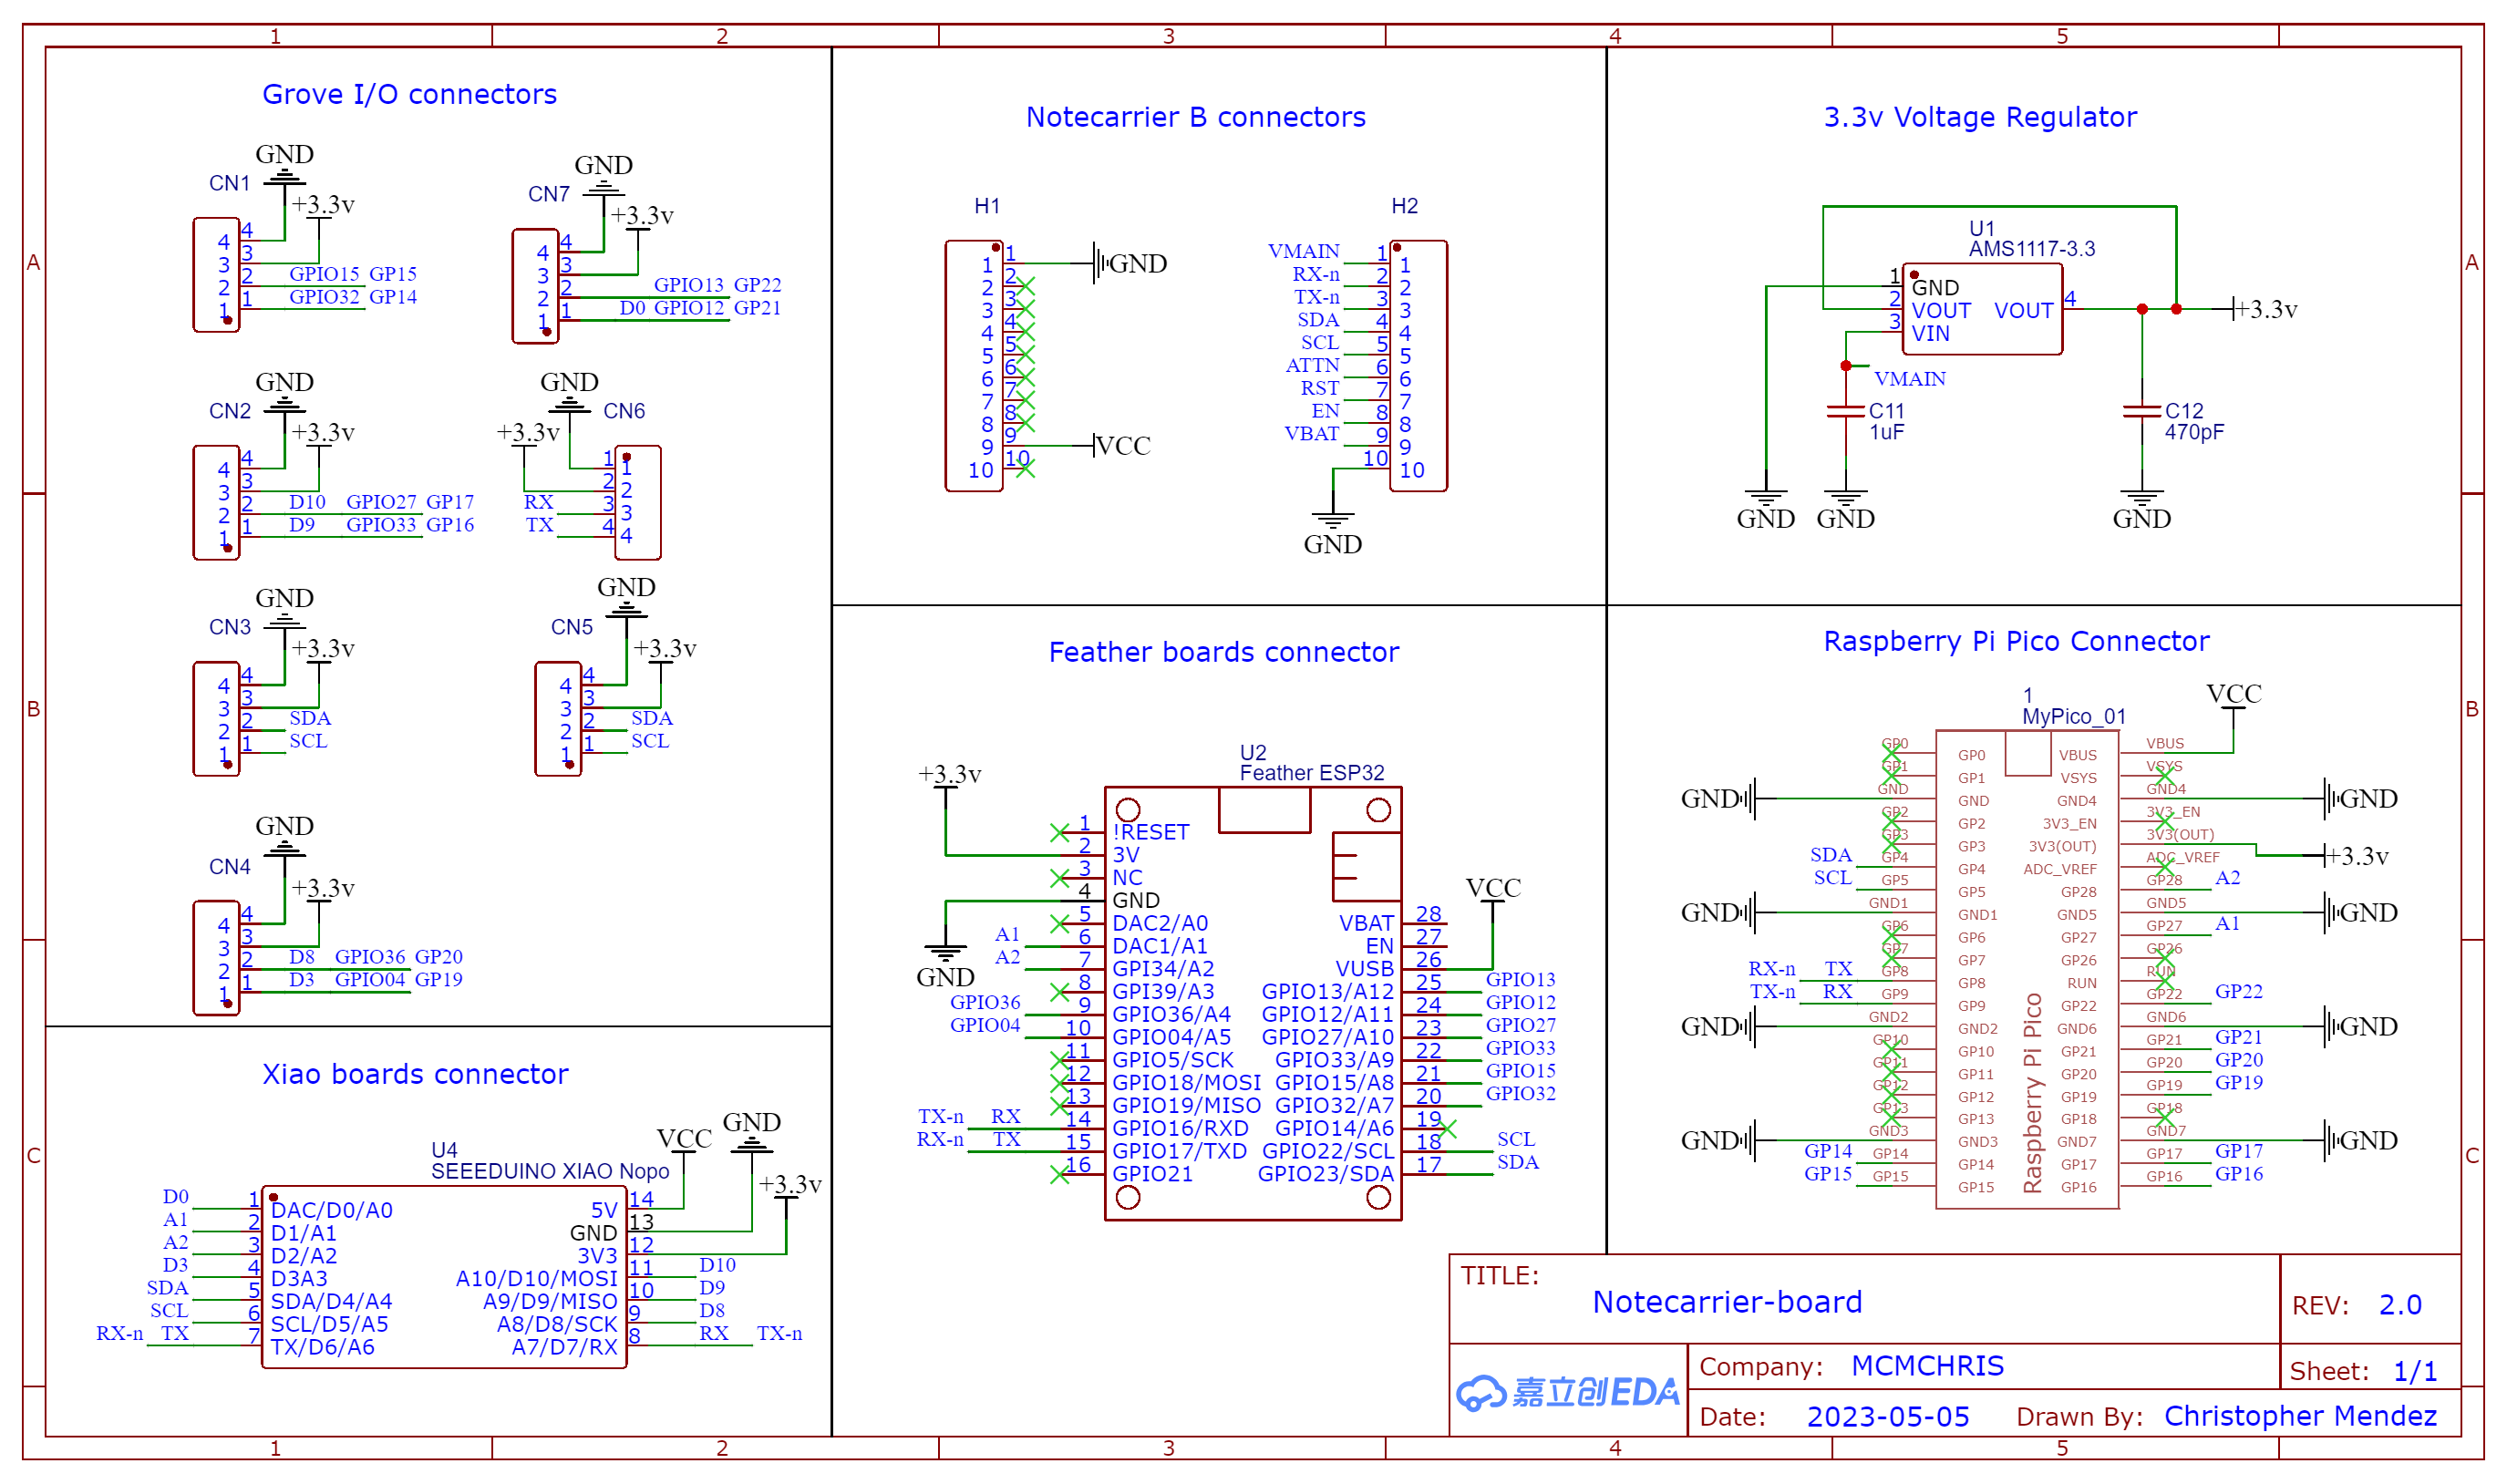 1 2 3 4 5
A
B
C
A
B
C
Grove I/O connectors
GND
CN1
+3.3v
4 4
3 3
2 2 GPIO15 GP15
1 1 GPIO32 GP14
GND
CN7
+3.3v
4 4
3 3
2 2 GPIO13 GP22
1 1 D0 GPIO12 GP21
GND
CN2
+3.3v
4 4
3 3
2 2 D10 GPIO27 GP17
1 1 D9 GPIO33 GP16
GND
CN6
+3.3v
1 1
2 2
RX 3 3
TX 4 4
GND
CN3
+3.3v
4 4
3 3
2 2 SDA
1 1 SCL
GND
CN5
+3.3v
4 4
3 3
2 2 SDA
1 1 SCL
GND
CN4
+3.3v
4 4
3 3
2 2 D8 GPIO36 GP20
1 1 D3 GPIO04 GP19
Xiao boards connector
U4
SEEEDUINO XIAO Nopo
VCC
GND
+3.3v
D0 1 DAC/D0/A0
A1 2 D1/A1
A2 3 D2/A2
D3 4 D3A3
SDA 5 SDA/D4/A4
SCL 6 SCL/D5/A5
RX-n TX 7 TX/D6/A6
5V 14
GND 13
3V3 12
A10/D10/MOSI 11 D10
A9/D9/MISO 10 D9
A8/D8/SCK 9 D8
A7/D7/RX 8 RX TX-n
Notecarrier B connectors
H1
1 1 GND
2 2
3 3
4 4
5 5
6 6
7 7
8 8
9 9 VCC
10 10
H2
VMAIN 1 1
RX-n 2 2
TX-n 3 3
SDA 4 4
SCL 5 5
ATTN 6 6
RST 7 7
EN 8 8
VBAT 9 9
10 10
GND
3.3v Voltage Regulator
U1
AMS1117-3.3
1 GND
2 VOUT
3 VIN
VOUT 4
+3.3v
VMAIN
C11
1uF
C12
470pF
GND GND GND
Feather boards connector
U2
Feather ESP32
+3.3v
GND
VCC
1 !RESET
2 3V
3 NC
4 GND
5 DAC2/A0
A1 6 DAC1/A1
A2 7 GPI34/A2
8 GPI39/A3
GPIO36 9 GPIO36/A4
GPIO04 10 GPIO04/A5
11 GPIO5/SCK
12 GPIO18/MOSI
13 GPIO19/MISO
TX-n RX 14 GPIO16/RXD
RX-n TX 15 GPIO17/TXD
16 GPIO21
VBAT 28
EN 27
VUSB 26
GPIO13/A12 25 GPIO13
GPIO12/A11 24 GPIO12
GPIO27/A10 23 GPIO27
GPIO33/A9 22 GPIO33
GPIO15/A8 21 GPIO15
GPIO32/A7 20 GPIO32
GPIO14/A6 19
GPIO22/SCL 18 SCL
GPIO23/SDA 17 SDA
Raspberry Pi Pico Connector
1
MyPico_01
VCC
GP0 GP0
GP1 GP1
GND GND GND
GP2 GP2
GP3 GP3
SDA GP4 GP4
SCL GP5 GP5
GND GND1 GND1
GP6 GP6
GP7 GP7
RX-n TX GP8 GP8
TX-n RX GP9 GP9
GND GND2 GND2
GP10 GP10
GP11 GP11
GP12 GP12
GP13 GP13
GND GND3 GND3
GP14 GP14 GP14
GP15 GP15 GP15
Raspberry Pi Pico
VBUS VBUS
VSYS VSYS
GND4 GND4 GND
3V3_EN 3V3_EN
3V3(OUT) 3V3(OUT) +3.3v
ADC_VREF ADC_VREF
GP28 GP28 A2
GND5 GND5 GND
GP27 GP27 A1
GP26 GP26
RUN RUN
GP22 GP22 GP22
GND6 GND6 GND
GP21 GP21 GP21
GP20 GP20 GP20
GP19 GP19 GP19
GP18 GP18
GND7 GND7 GND
GP17 GP17 GP17
GP16 GP16 GP16
TITLE:
Notecarrier-board
REV: 2.0
嘉立创EDA
Company: MCMCHRIS
Sheet: 1/1
Date: 2023-05-05 Drawn By: Christopher Mendez
1 2 3 4 5